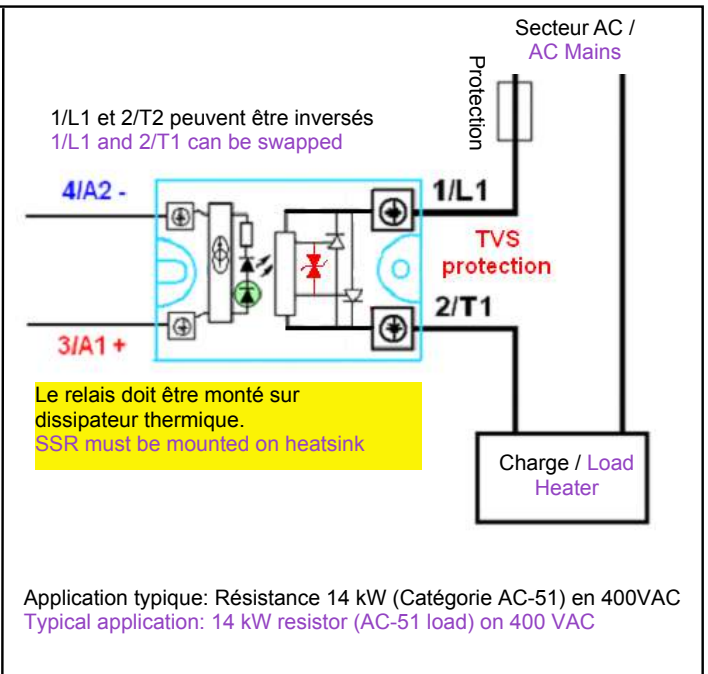 Secteur AC /
AC Mains
Protection
1/L1 et 2/T2 peuvent être inversés
1/L1 and 2/T1 can be swapped
4/A2 -
1/L1
TVS
protection
2/T1
3/A1 +
Le relais doit être monté sur
dissipateur thermique.
SSR must be mounted on heatsink
Charge / Load
Heater
Application typique: Résistance 14 kW (Catégorie AC-51) en 400VAC
Typical application: 14 kW resistor (AC-51 load) on 400 VAC